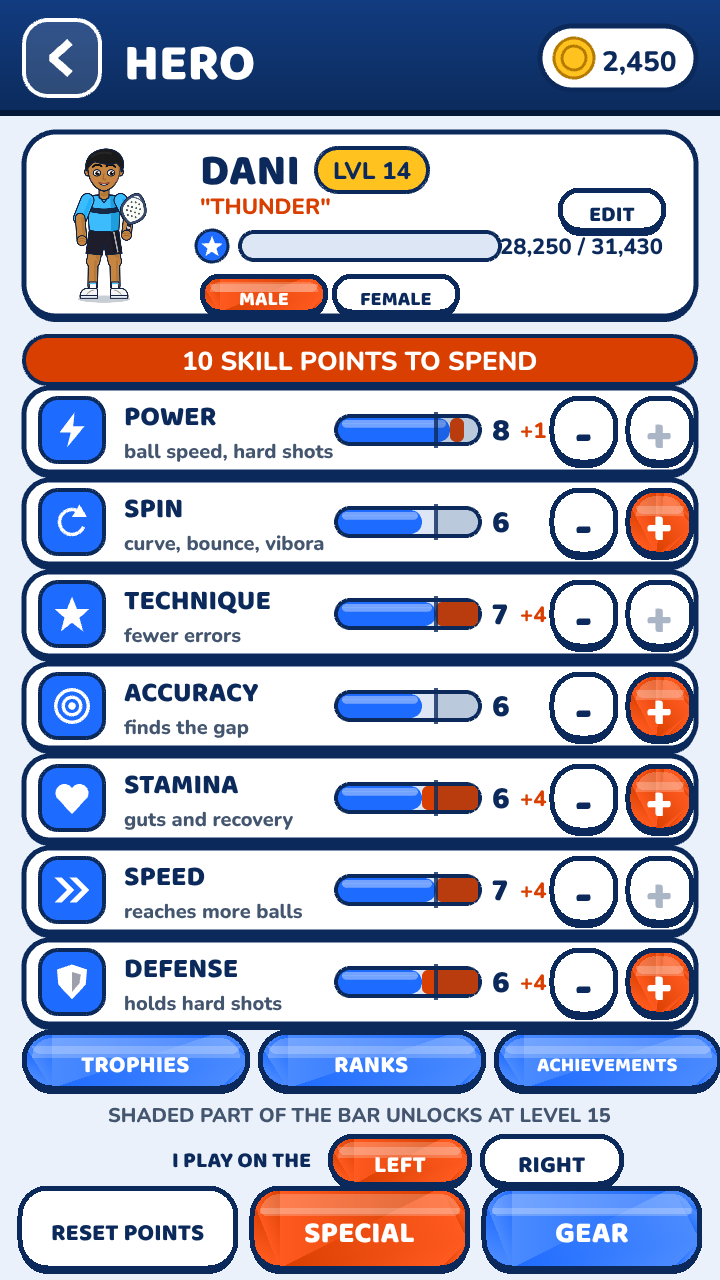 HERO
2,450
DANI
LVL 14
"THUNDER"
EDIT
28,250 / 31,430
MALE
FEMALE
10 SKILL POINTS TO SPEND
POWER
ball speed, hard shots
8 +1 - +
SPIN
curve, bounce, vibora
6 - +
TECHNIQUE
fewer errors
7 +4 - +
ACCURACY
finds the gap
6 - +
STAMINA
guts and recovery
6 +4 - +
SPEED
reaches more balls
7 +4 - +
DEFENSE
holds hard shots
6 +4 - +
TROPHIES
RANKS
ACHIEVEMENTS
SHADED PART OF THE BAR UNLOCKS AT LEVEL 15
I PLAY ON THE
LEFT
RIGHT
RESET POINTS
SPECIAL
GEAR